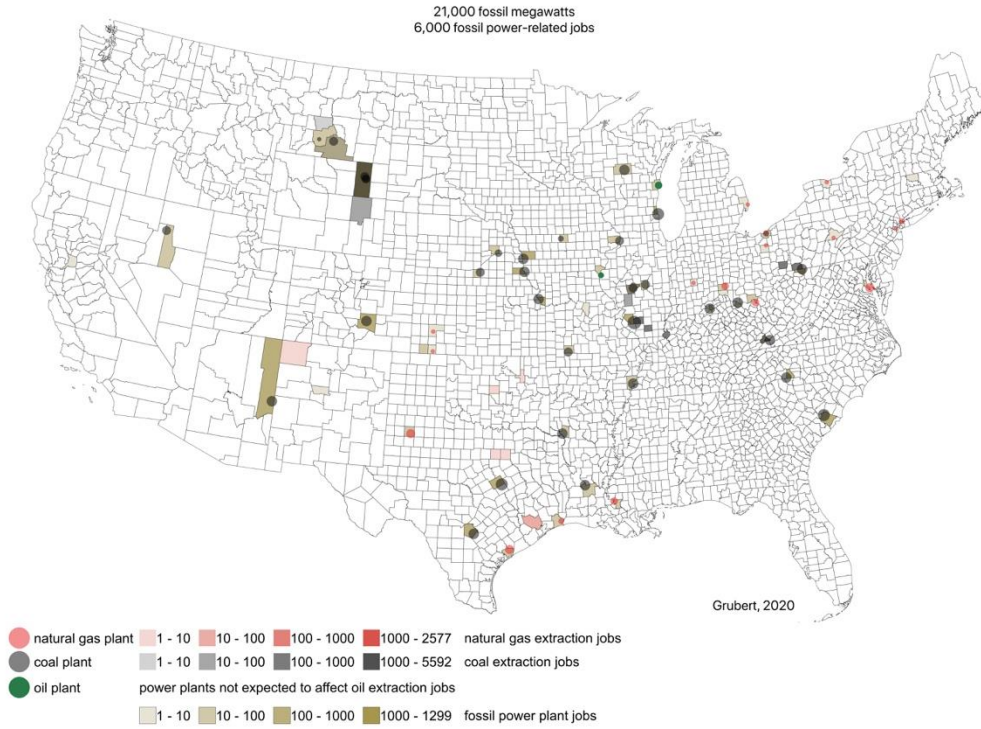 21,000 fossil megawatts
6,000 fossil power-related jobs
Grubert, 2020
natural gas plant 1 - 10 10 - 100 100 - 1000 1000 - 2577 natural gas extraction jobs
coal plant 1 - 10 10 - 100 100 - 1000 1000 - 5592 coal extraction jobs
oil plant power plants not expected to affect oil extraction jobs
1 - 10 10 - 100 100 - 1000 1000 - 1299 fossil power plant jobs